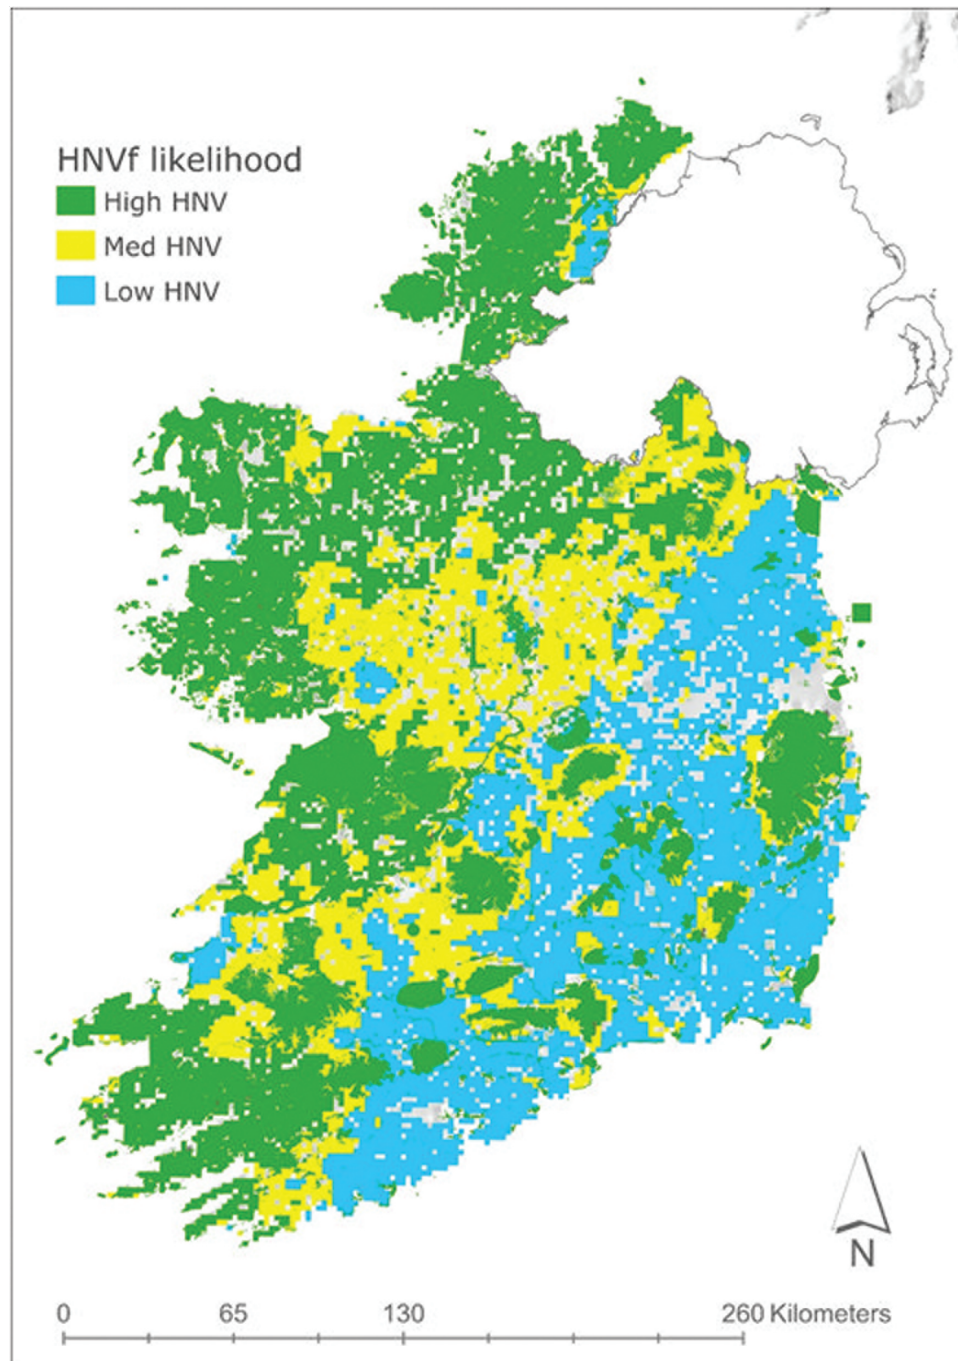 HNVf likelihood
High HNV
Med HNV
Low HNV
N
0 65 130 260 Kilometers